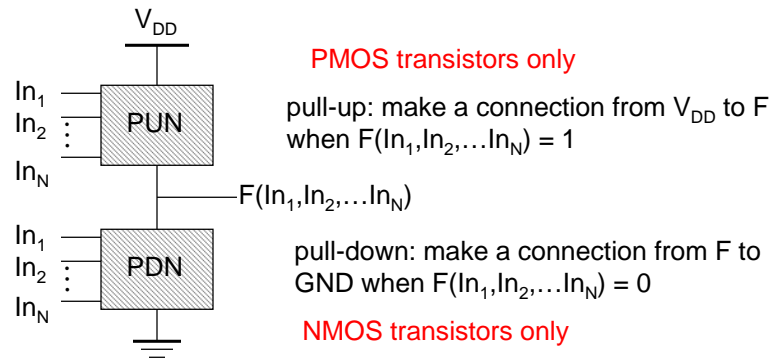 V_DD
PMOS transistors only
In_1
In_2
In_N
PUN
pull-up: make a connection from V_DD to F
when F(In_1,In_2,…In_N) = 1
F(In_1,In_2,…In_N)
In_1
In_2
In_N
PDN
pull-down: make a connection from F to
GND when F(In_1,In_2,…In_N) = 0
NMOS transistors only